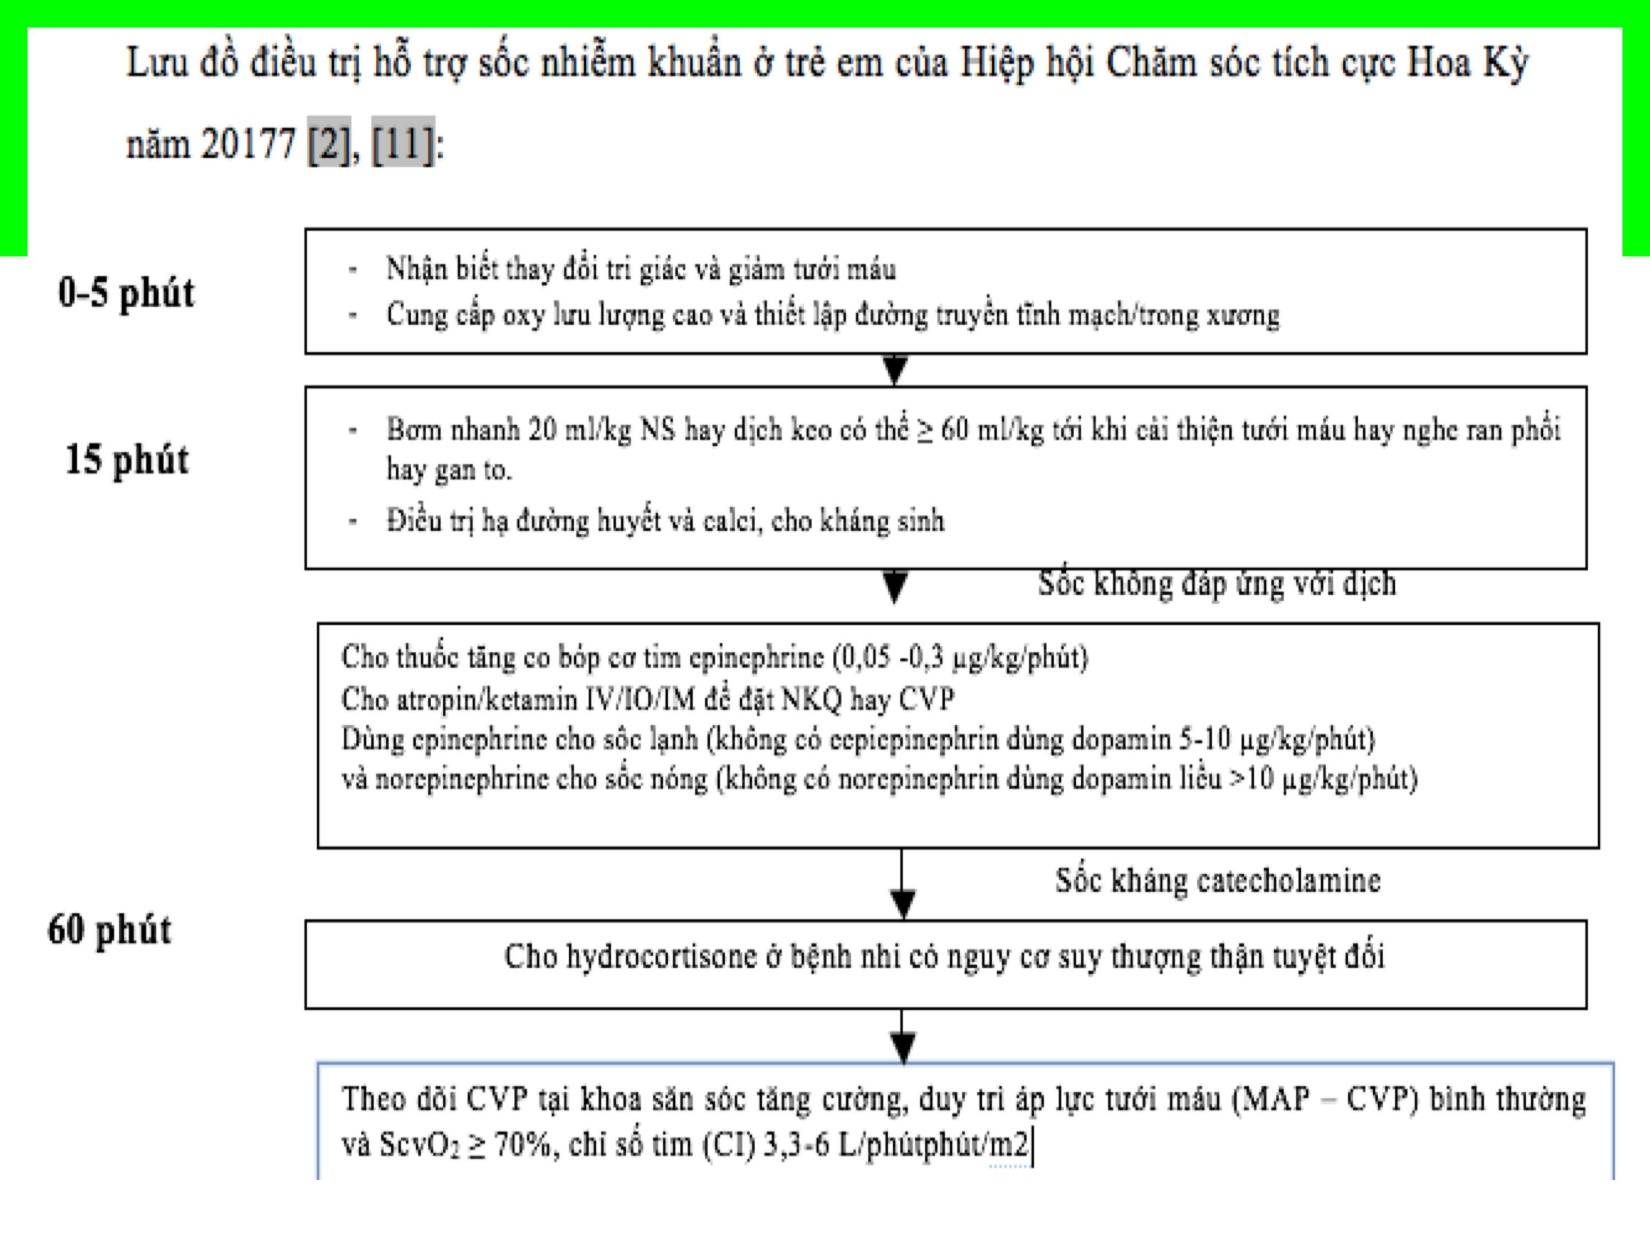 Lưu đồ điều trị hỗ trợ sốc nhiễm khuẩn ở trẻ em của Hiệp hội Chăm sóc tích cực Hoa Kỳ
năm 20177 [2], [11]:
0-5 phút
- Nhận biết thay đổi tri giác và giảm tưới máu
- Cung cấp oxy lưu lượng cao và thiết lập đường truyền tĩnh mạch/trong xương
15 phút
- Bơm nhanh 20 ml/kg NS hay dịch keo có thể ≥ 60 ml/kg tới khi cải thiện tưới máu hay nghe ran phổi
hay gan to.
- Điều trị hạ đường huyết và calci, cho kháng sinh
Sốc không đáp ứng với dịch
Cho thuốc tăng co bóp cơ tim epinephrine (0,05 -0,3 µg/kg/phút)
Cho atropin/ketamin IV/IO/IM để đặt NKQ hay CVP
Dùng epinephrine cho sôc lạnh (không có eepiepinephrin dùng dopamin 5-10 µg/kg/phút)
và norepinephrine cho sốc nóng (không có norepinephrin dùng dopamin liều >10 µg/kg/phút)
Sốc kháng catecholamine
60 phút
Cho hydrocortisone ở bệnh nhi có nguy cơ suy thượng thận tuyệt đối
Theo dõi CVP tại khoa săn sóc tăng cường, duy trì áp lực tưới máu (MAP – CVP) bình thường
và ScvO₂ ≥ 70%, chỉ số tim (CI) 3,3-6 L/phútphút/m2